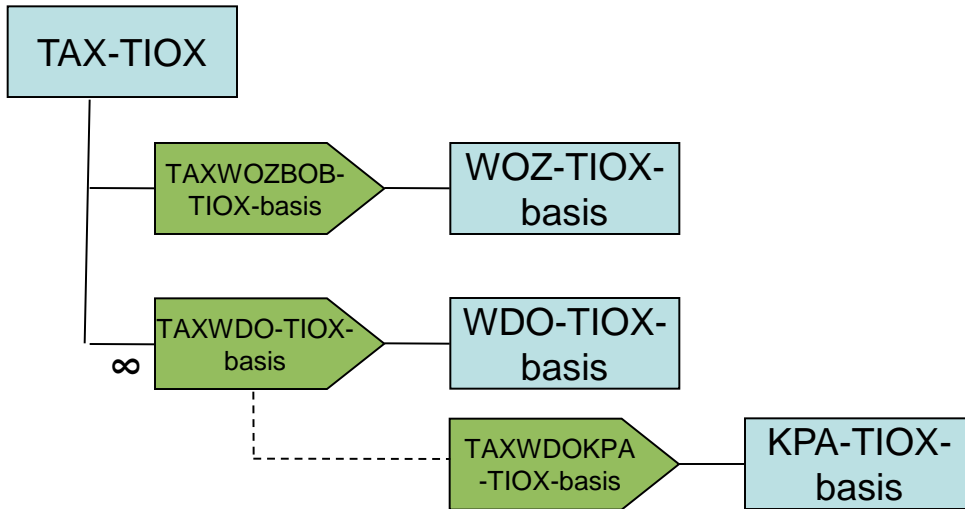 TAX-TIOX
TAXWOZBOB-
TIOX-basis
WOZ-TIOX-
basis
TAXWDO-TIOX-
basis
WDO-TIOX-
basis
∞
TAXWDOKPA
-TIOX-basis
KPA-TIOX-
basis